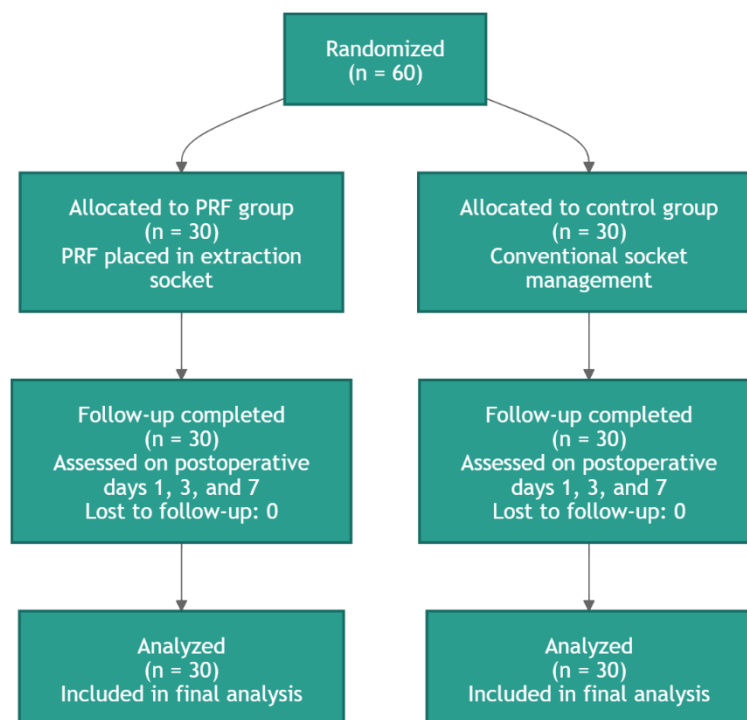 Randomized
(n = 60)
Allocated to PRF group
(n = 30)
PRF placed in extraction
socket
Allocated to control group
(n = 30)
Conventional socket
management
Follow-up completed
(n = 30)
Assessed on postoperative
days 1, 3, and 7
Lost to follow-up: 0
Follow-up completed
(n = 30)
Assessed on postoperative
days 1, 3, and 7
Lost to follow-up: 0
Analyzed
(n = 30)
Included in final analysis
Analyzed
(n = 30)
Included in final analysis